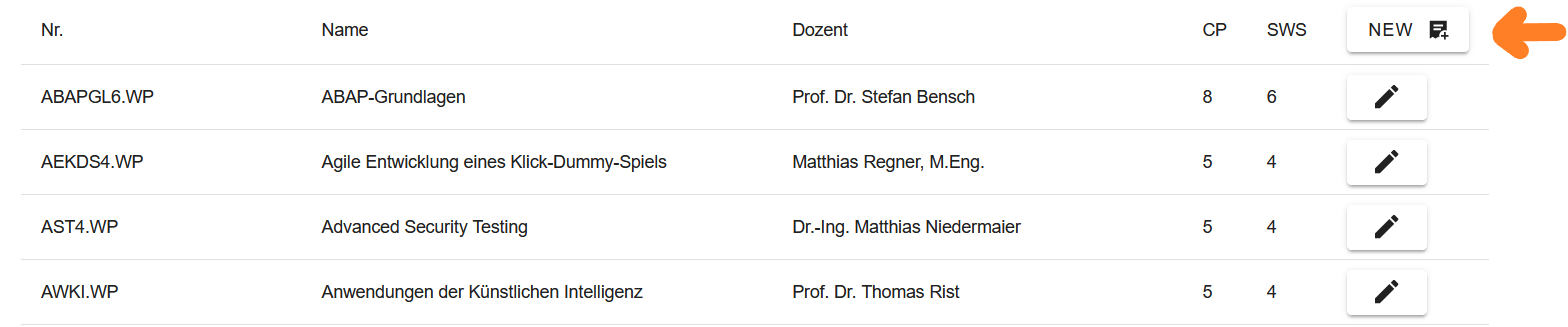 Nr. Name Dozent CP SWS NEW
ABAPGL6.WP ABAP-Grundlagen Prof. Dr. Stefan Bensch 8 6
AEKDS4.WP Agile Entwicklung eines Klick-Dummy-Spiels Matthias Regner, M.Eng. 5 4
AST4.WP Advanced Security Testing Dr.-Ing. Matthias Niedermaier 5 4
AWKI.WP Anwendungen der Künstlichen Intelligenz Prof. Dr. Thomas Rist 5 4